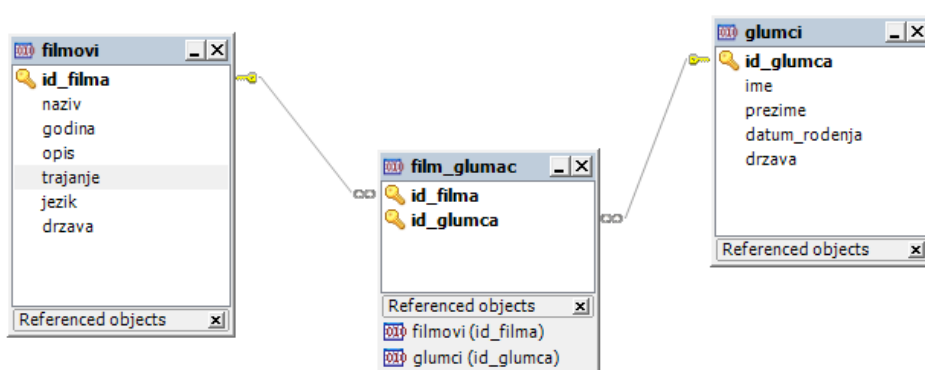 filmovi
id_filma
naziv
godina
opis
trajanje
jezik
drzava
Referenced objects
film_glumac
id_filma
id_glumca
Referenced objects
filmovi (id_filma)
glumci (id_glumca)
glumci
id_glumca
ime
prezime
datum_rodenja
drzava
Referenced objects